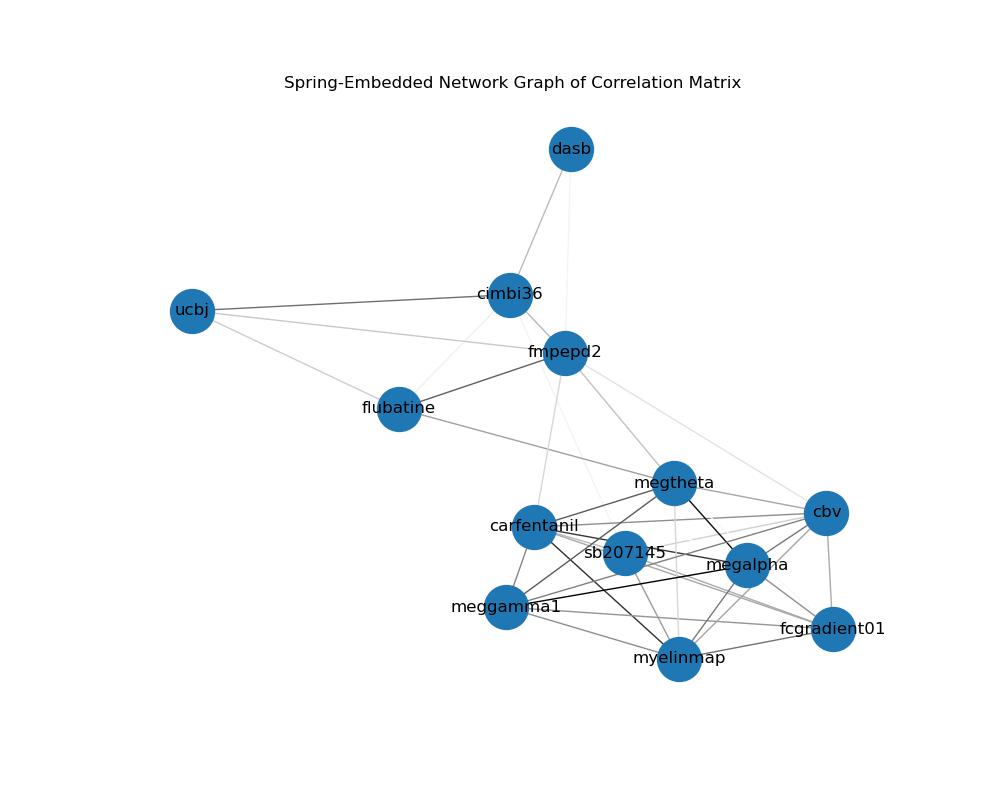 Spring-Embedded Network Graph of Correlation Matrix
dasb
cimbi36
ucbj
fmpepd2
flubatine
megtheta
cbv
carfentanil
sb207145
megalpha
meggamma1
fcgradient01
myelinmap